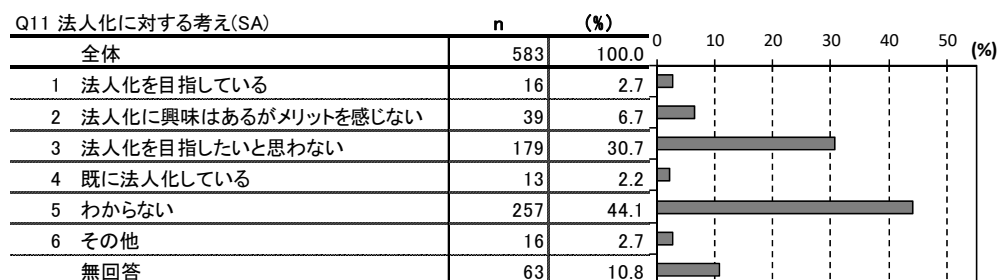 Q11 法人化に対する考え(SA) n (%)
0 10 20 30 40 50 (%)
全体 583 100.0
1 法人化を目指している 16 2.7
2 法人化に興味はあるがメリットを感じない 39 6.7
3 法人化を目指したいと思わない 179 30.7
4 既に法人化している 13 2.2
5 わからない 257 44.1
6 その他 16 2.7
無回答 63 10.8